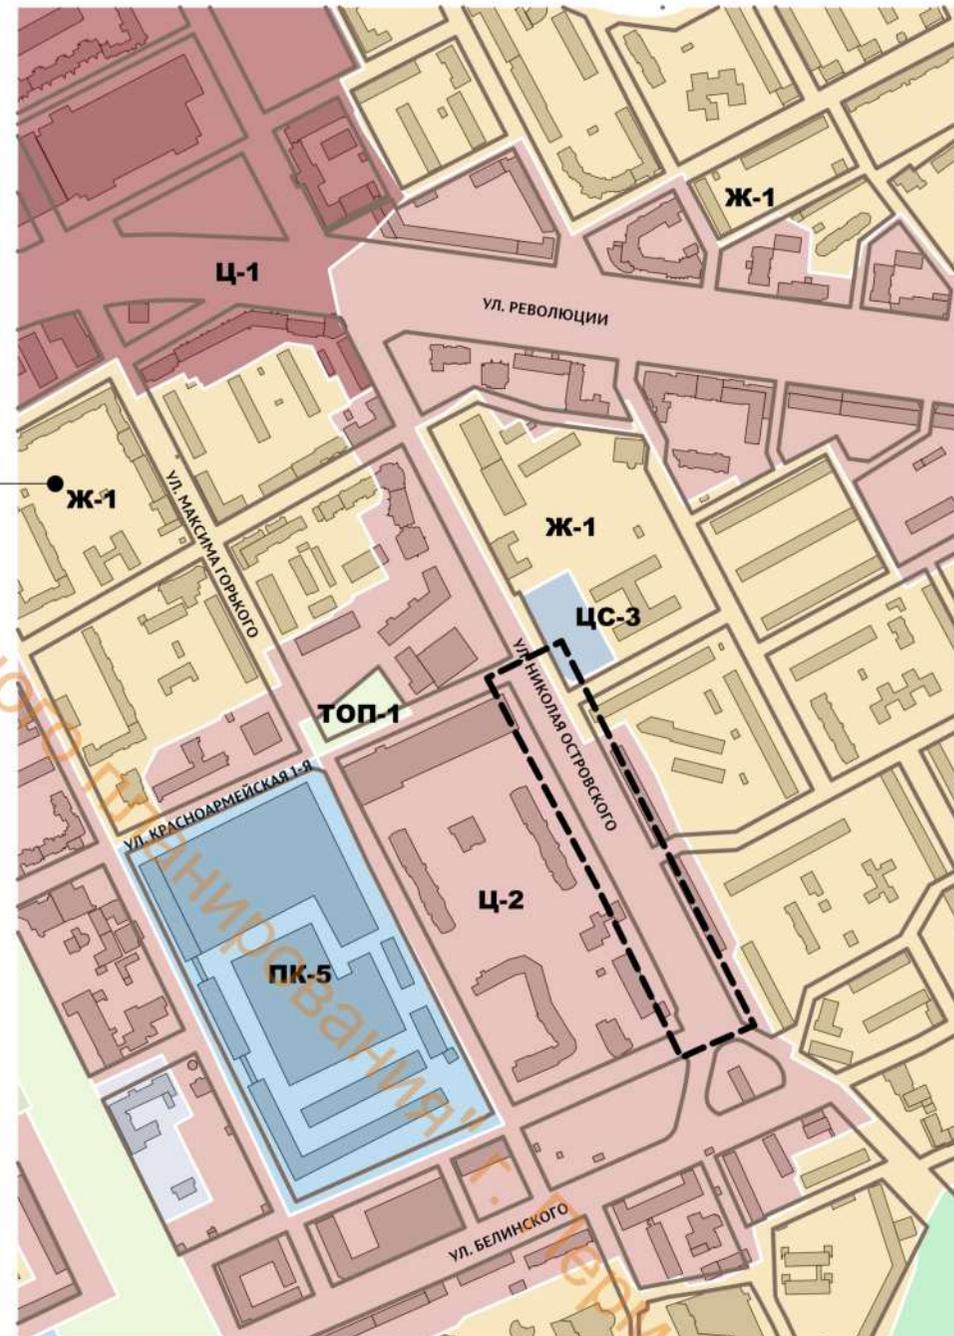 Ж-1
Ц-1
УЛ. РЕВОЛЮЦИИ
Ж-1
УЛ. МАКСИМА ГОРЬКОГО
Ж-1
ЦС-3
УЛ. НИКОЛАЯ ОСТРОВСКОГО
ТОП-1
УЛ. КРАСНОАРМЕЙСКАЯ 1-Я
Ц-2
ПК-5
УЛ. БЕЛИНСКОГО
ного планирования" г. Перм